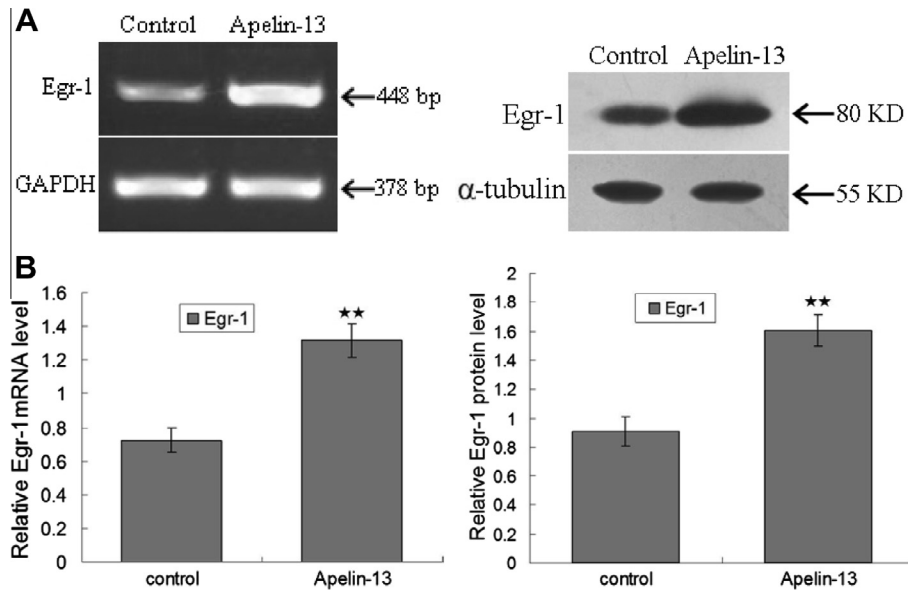 A
Control Apelin-13
Egr-1
448 bp
GAPDH
378 bp
Control Apelin-13
Egr-1
80 KD
α-tubulin
55 KD
B
Relative Egr-1mRNA level
1.6
1.4
1.2
1
0.8
0.6
0.4
0.2
0
Egr-1
★★
control Apelin-13
Relative Egr-1 protein level
2
1.8
1.6
1.4
1.2
1
0.8
0.6
0.4
0.2
0
Egr-1
★★
control Apelin-13